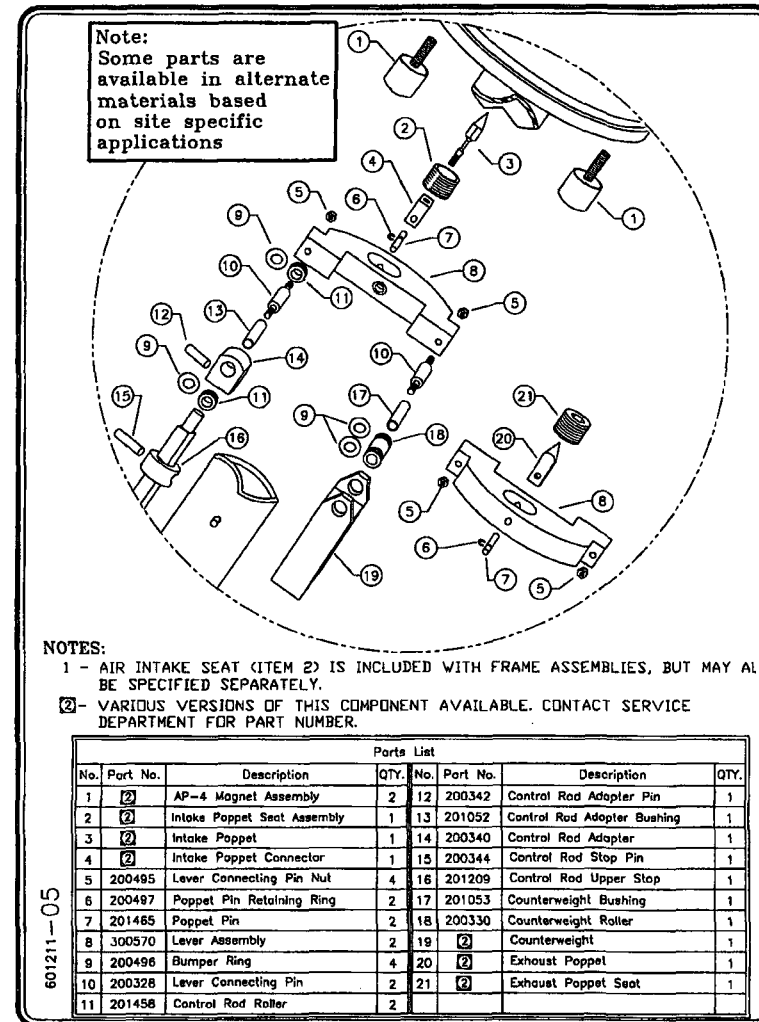 Note:
Some parts are
available in alternate
materials based
on site specific
applications
1
2
3
4
1
5
6
7
9
8
10
11
5
13
12
14
10
9
11
17
21
15
9
18
20
16
8
5
19
6
7
5
NOTES:
1 - AIR INTAKE SEAT (ITEM 2) IS INCLUDED WITH FRAME ASSEMBLIES, BUT MAY AL
BE SPECIFIED SEPARATELY.
2 - VARIOUS VERSIONS OF THIS COMPONENT AVAILABLE. CONTACT SERVICE
DEPARTMENT FOR PART NUMBER.
Parts List
No. Part No. Description QTY. No. Part No. Description QTY.
1 2 AP-4 Magnet Assembly 2 12 200342 Control Rod Adapter Pin 1
2 2 Intake Poppet Seat Assembly 1 13 201052 Control Rod Adopter Bushing 1
3 2 Intake Poppet 1 14 200340 Control Rod Adapter 1
4 2 Intake Poppet Connector 1 15 200344 Control Rod Stop Pin 1
5 200495 Lever Connecting Pin Nut 4 16 201209 Control Rod Upper Stop 1
6 200497 Poppet Pin Retaining Ring 2 17 201053 Counterweight Bushing 1
7 201465 Poppet Pin 2 18 200330 Counterweight Roller 1
8 300570 Lever Assembly 2 19 2 Counterweight 1
9 200496 Bumper Ring 4 20 2 Exhaust Poppet 1
10 200328 Lever Connecting Pin 2 21 2 Exhaust Poppet Seat 1
11 201458 Control Rod Roller 2
601211-05